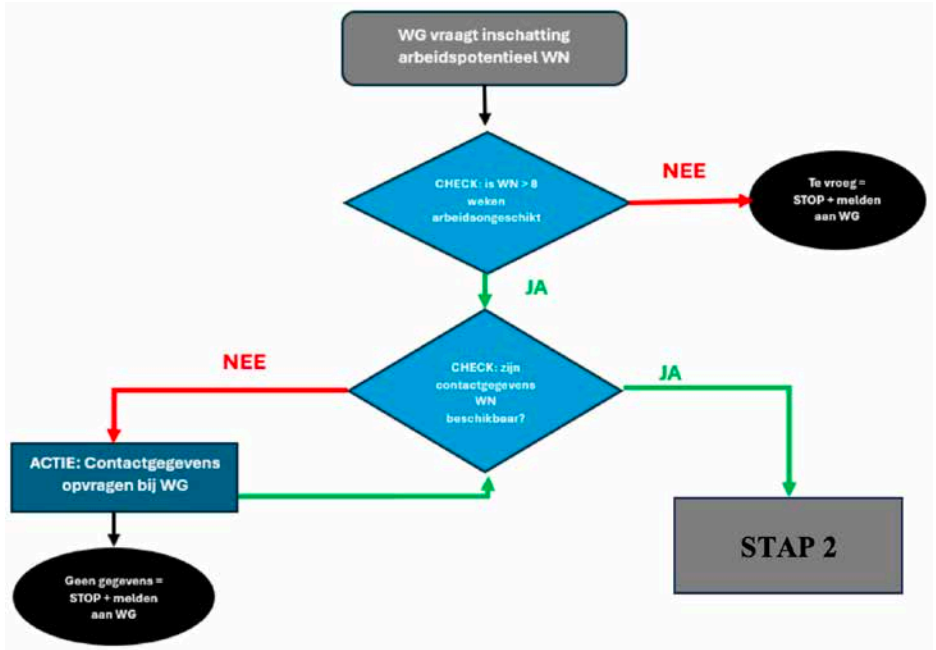 WG vraagt inschatting
arbeidspotentieel WN
CHECK: is WN > 8
weken
arbeidsongeschikt
NEE
Te vroeg =
STOP + melden
aan WG
JA
CHECK: zijn
contactgegevens
WN
beschikbaar?
NEE
JA
ACTIE: Contactgegevens
opvragen bij WG
Geen gegevens =
STOP + melden
aan WG
STAP 2